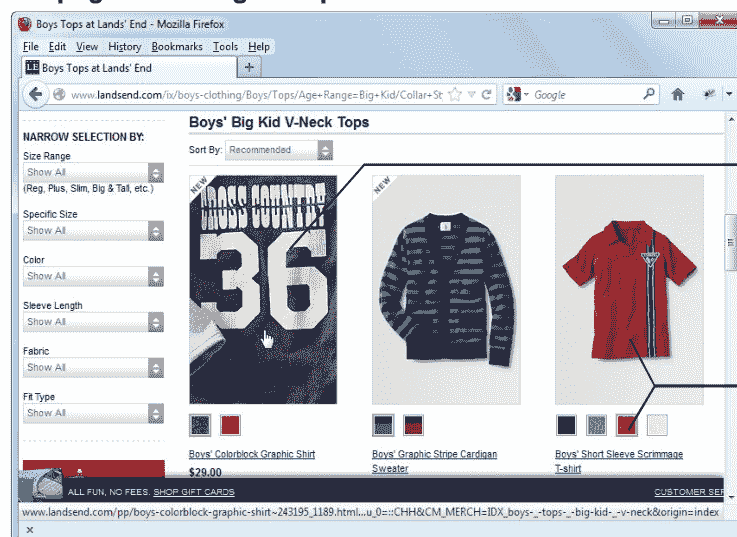 Boys Tops at Lands' End - Mozilla Firefox
File Edit View History Bookmarks Tools Help
LE Boys Tops at Lands' End +
www.landsend.com/ix/boys-clothing/Boys/Tops/Age+Range=Big+Kid/Collar+St Google
Boys' Big Kid V-Neck Tops
NARROW SELECTION BY:
Sort By: Recommended
Size Range
Show All
(Reg, Plus, Slim, Big & Tall, etc.)
Specific Size
Show All
Color
Show All
Sleeve Length
Show All
Fabric
Show All
Fit Type
Show All
NEW
CROSS COUNTRY
36
NEW
Boys' Colorblock Graphic Shirt
$29.00
Boys' Graphic Stripe Cardigan
Sweater
Boys' Short Sleeve Scrimmage
T-shirt
ALL FUN, NO FEES. SHOP GIFT CARDS
CUSTOMER SER
www.landsend.com/pp/boys-colorblock-graphic-shirt~243195_1189.html...u_0=::CHH&CM_MERCH=IDX_boys-_-tops-_-big-kid-_-v-neck&origin=index
x